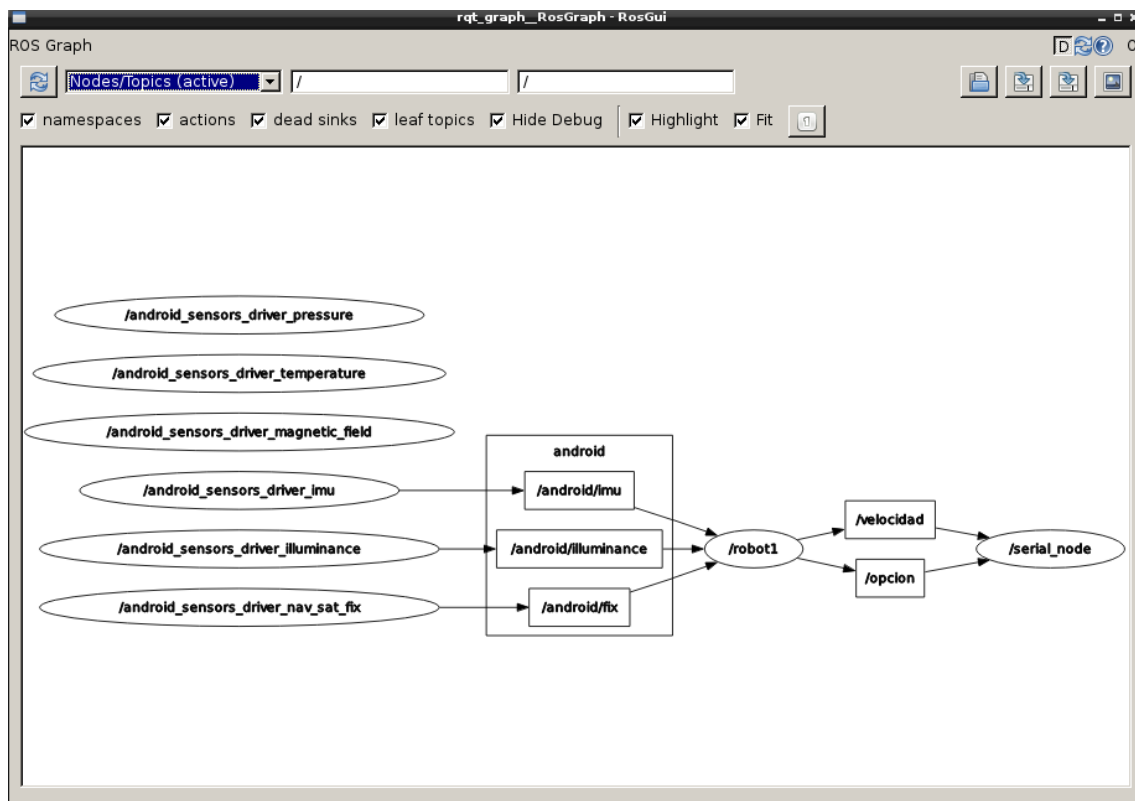 rqt_graph__RosGraph - RosGui
ROS Graph
D
Nodes/Topics (active) / /
namespaces actions dead sinks leaf topics Hide Debug Highlight Fit
/android_sensors_driver_pressure
/android_sensors_driver_temperature
/android_sensors_driver_magnetic_field
android
/android_sensors_driver_imu /android/imu
/velocidad
/android_sensors_driver_illuminance /android/illuminance /robot1 /serial_node
/opcion
/android_sensors_driver_nav_sat_fix /android/fix